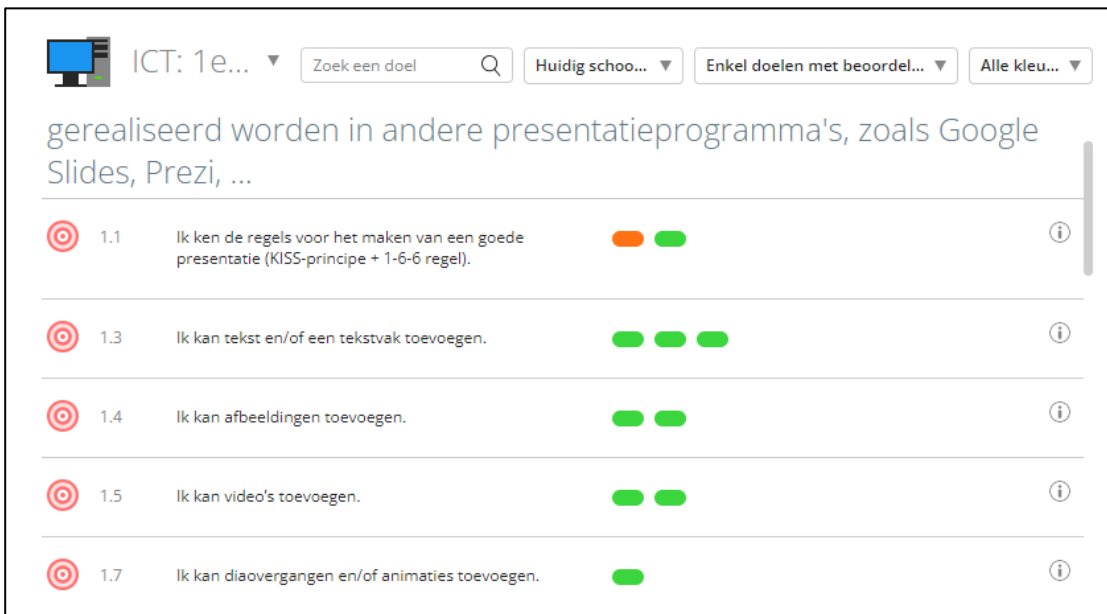 ICT: 1e...
Zoek een doel
Huidig schoo...
Enkel doelen met beoordel...
Alle kleu...
gerealiseerd worden in andere presentatieprogramma's, zoals Google
Slides, Prezi, ...
1.1 Ik ken de regels voor het maken van een goede
presentatie (KISS-principe + 1-6-6 regel).
1.3 Ik kan tekst en/of een tekstvak toevoegen.
1.4 Ik kan afbeeldingen toevoegen.
1.5 Ik kan video's toevoegen.
1.7 Ik kan diaovergangen en/of animaties toevoegen.